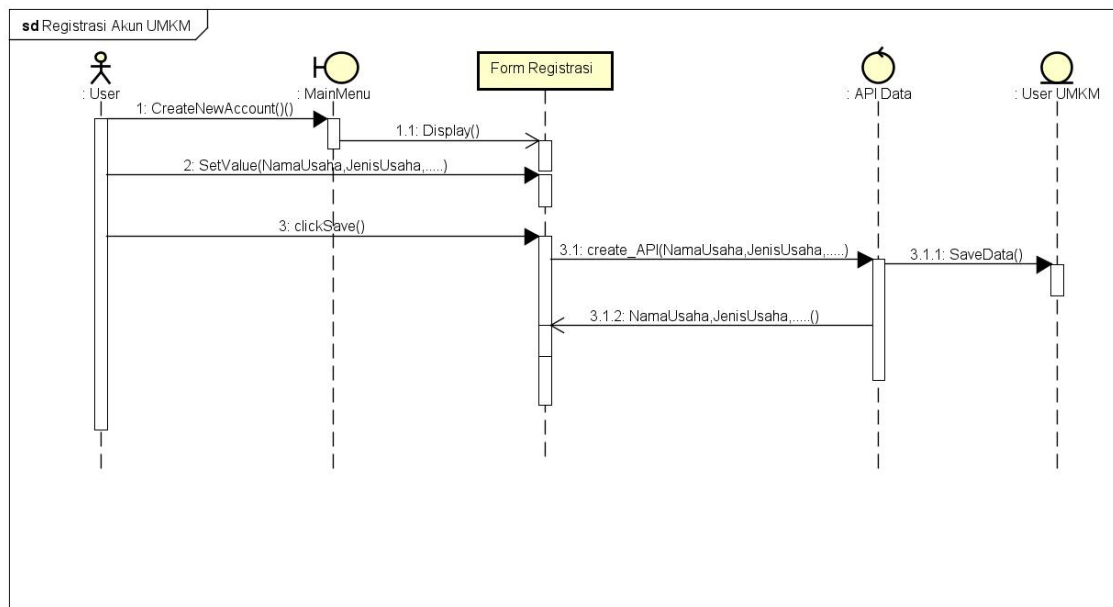 sd Registrasi Akun UMKM
Form Registrasi
: User
: MainMenu
: API Data
: User UMKM
1: CreateNewAccount()()
1.1: Display()
2: SetValue(NamaUsaha,JenisUsaha,.....)
3: clickSave()
3.1: create_API(NamaUsaha,JenisUsaha,.....)
3.1.1: SaveData()
3.1.2: NamaUsaha,JenisUsaha,.....()